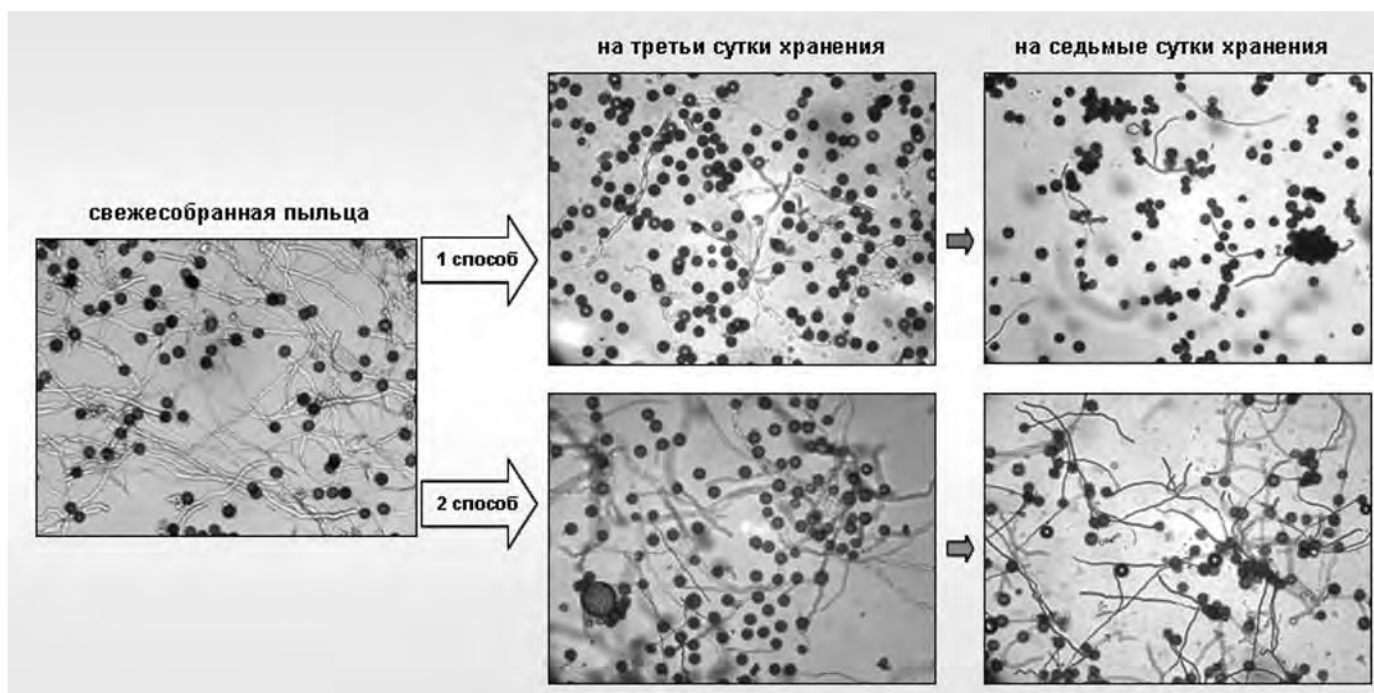 на третьи сутки хранения
на седьмые сутки хранения
свежесобранная пыльца
1 способ
2 способ